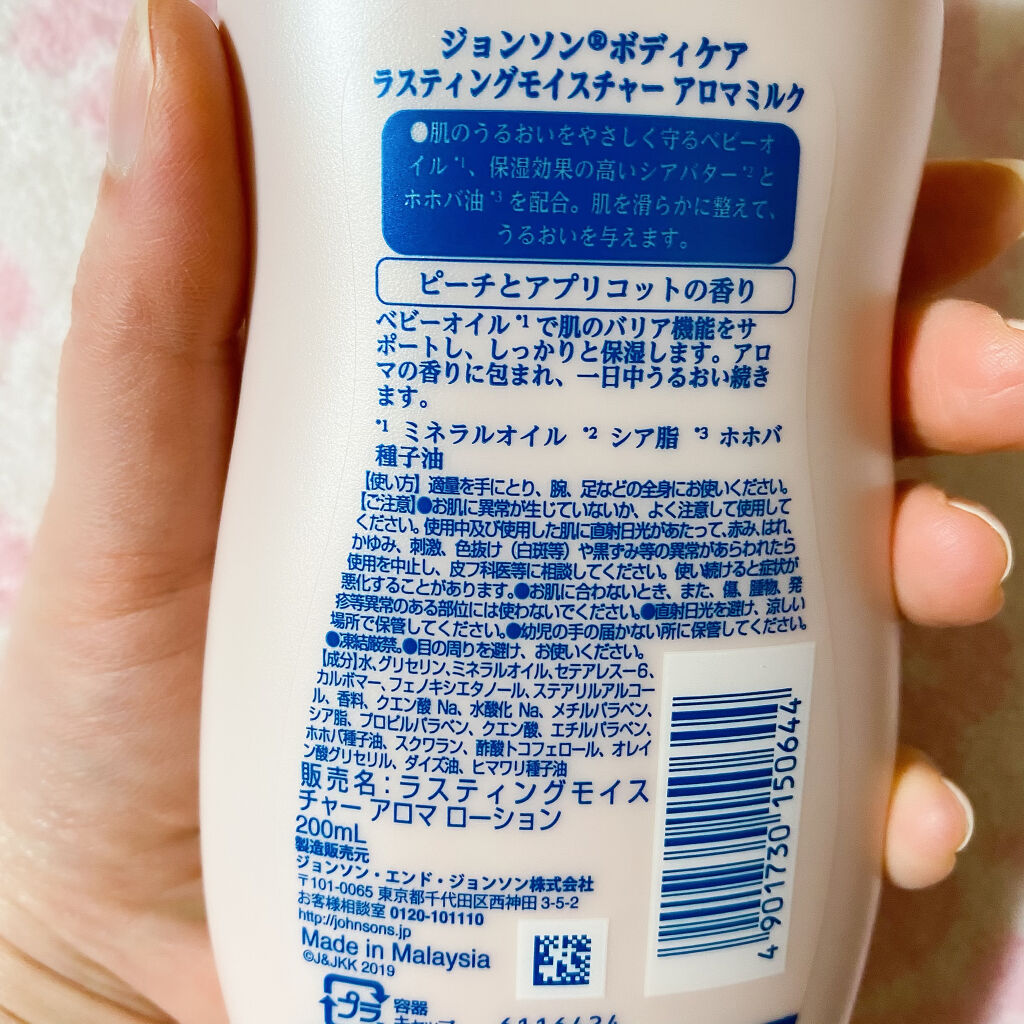 ジョンソン®ボディケア
ラスティングモイスチャー アロマミルク
●肌のうるおいをやさしく守るベビーオ
イル*1、保湿効果の高いシアバター*2と
ホホバ油*3を配合。肌を滑らかに整えて、
うるおいを与えます。
ピーチとアプリコットの香り
ベビーオイル*1で肌のバリア機能をサ
ポートし、しっかりと保湿します。アロ
マの香りに包まれ、一日中うるおい続き
ます。
*1 ミネラルオイル *2 シア脂 *3 ホホバ
種子油
【使い方】適量を手にとり、腕、足などの全身にお使いください。
【ご注意】●お肌に異常が生じていないか、よく注意して使用して
ください。使用中及び使用した肌に直射日光があたって、赤み、はれ、
かゆみ、刺激、色抜け（白斑等）や黒ずみ等の異常があらわれたら
使用を中止し、皮フ科医等に相談してください。使い続けると症状が
悪化することがあります。●お肌に合わないとき、また、傷、腫物、発
疹等異常のある部位には使わないでください。●直射日光を避け、涼しい
場所で保管してください。●幼児の手の届かない所に保管してください。
●凍結厳禁。●目の周りを避け、お使いください。
【成分】水、グリセリン、ミネラルオイル、セテアレス－6、
カルボマー、フェノキシエタノール、ステアリルアルコー
ル、香料、クエン酸 Na、水酸化 Na、メチルパラベン、
シア脂、プロピルパラベン、クエン酸、エチルパラベン、
ホホバ種子油、スクワラン、酢酸トコフェロール、オレイ
ン酸グリセリル、ダイズ油、ヒマワリ種子油
販売名：ラスティングモイス
チャー アロマ ローション
200mL
製造販売元
ジョンソン・エンド・ジョンソン株式会社
〒101-0065 東京都千代田区西神田 3-5-2
お客様相談室 0120-101110
http://johnsons.jp
Made in Malaysia
©J&JKK 2019
プラ
容器
キャップ
4 901730 150644